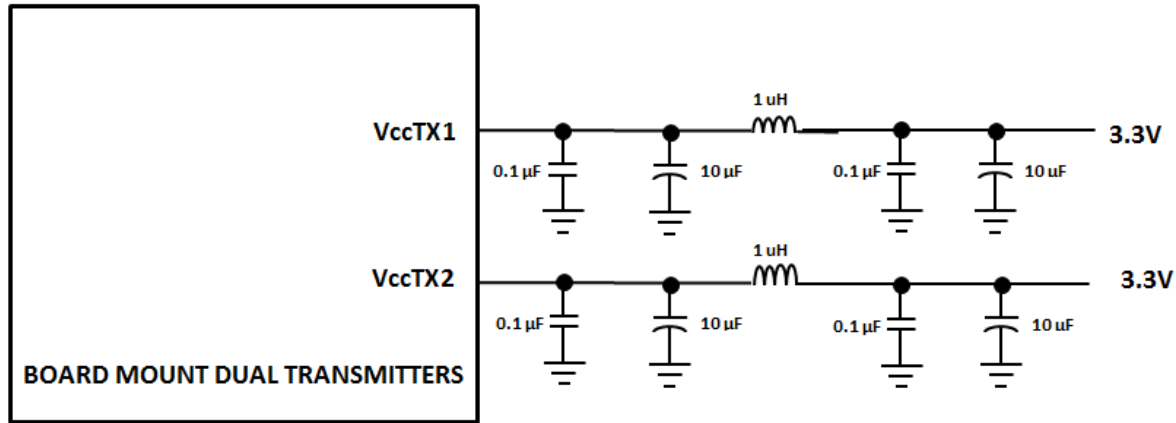 1 uH
VccTX1
3.3V
0.1 µF
10 µF
0.1 µF
10 µF
1 uH
VccTX2
3.3V
0.1 µF
10 µF
0.1 µF
10 uF
BOARD MOUNT DUAL TRANSMITTERS